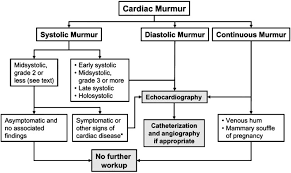 Cardiac Murmur
Systolic Murmur
Diastolic Murmur
Continuous Murmur
Midsystolic,
grade 2 or
less (see text)
• Early systolic
• Midsystolic,
grade 3 or more
• Late systolic
• Holosystolic
Echocardiography
Asymptomatic and
no associated
findings
Symptomatic or
other signs of
cardiac disease*
Catheterization
and angiography
if appropriate
• Venous hum
• Mammary souffle
of pregnancy
No further
workup